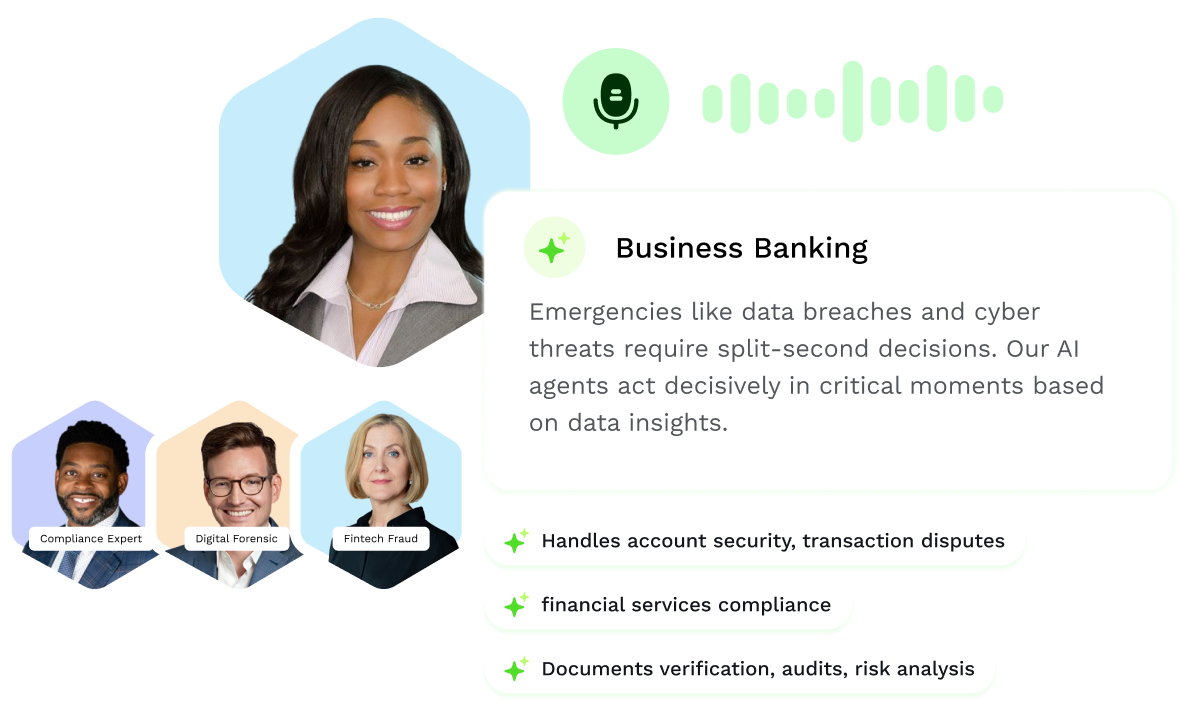 Business Banking
Emergencies like data breaches and cyber
threats require split-second decisions. Our AI
agents act decisively in critical moments based
on data insights.
Compliance Expert
Digital Forensic
Fintech Fraud
Handles account security, transaction disputes
financial services compliance
Documents verification, audits, risk analysis